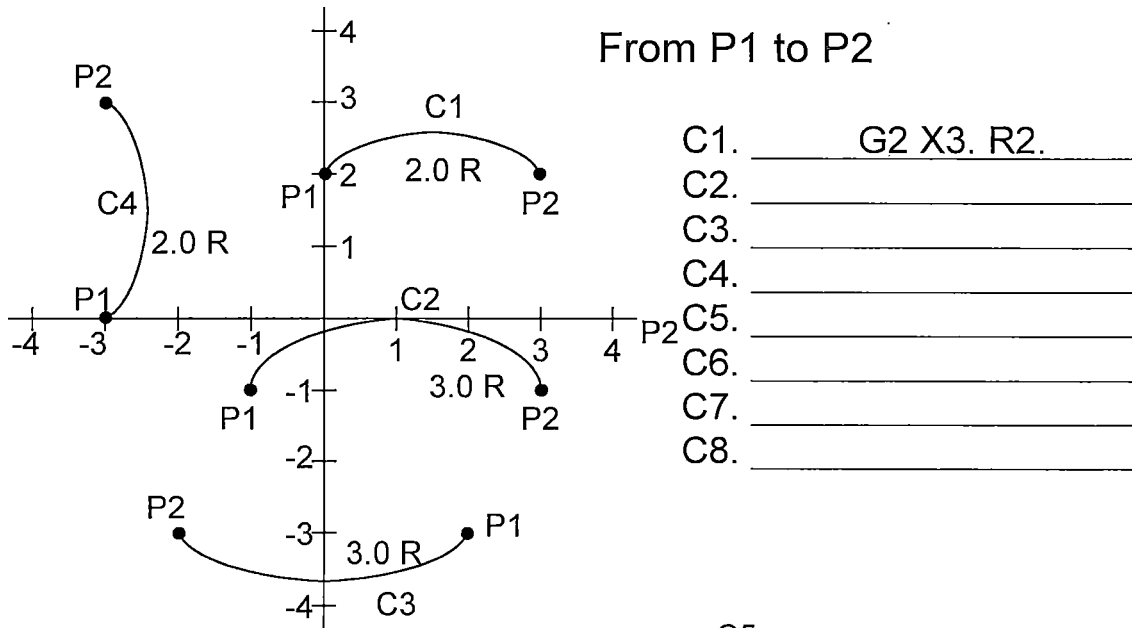 From P1 to P2
C1. G2 X3. R2.
C2.
C3.
C4.
C5.
C6.
C7.
C8.
4
P2
3
C1
P1
2
2.0 R
P2
C4
2.0 R
1
P1
C2
P2
-4
-3
-2
-1
1
2
3
4
-1
3.0 R
P1
P2
-2
P2
-3
P1
3.0 R
-4
C3